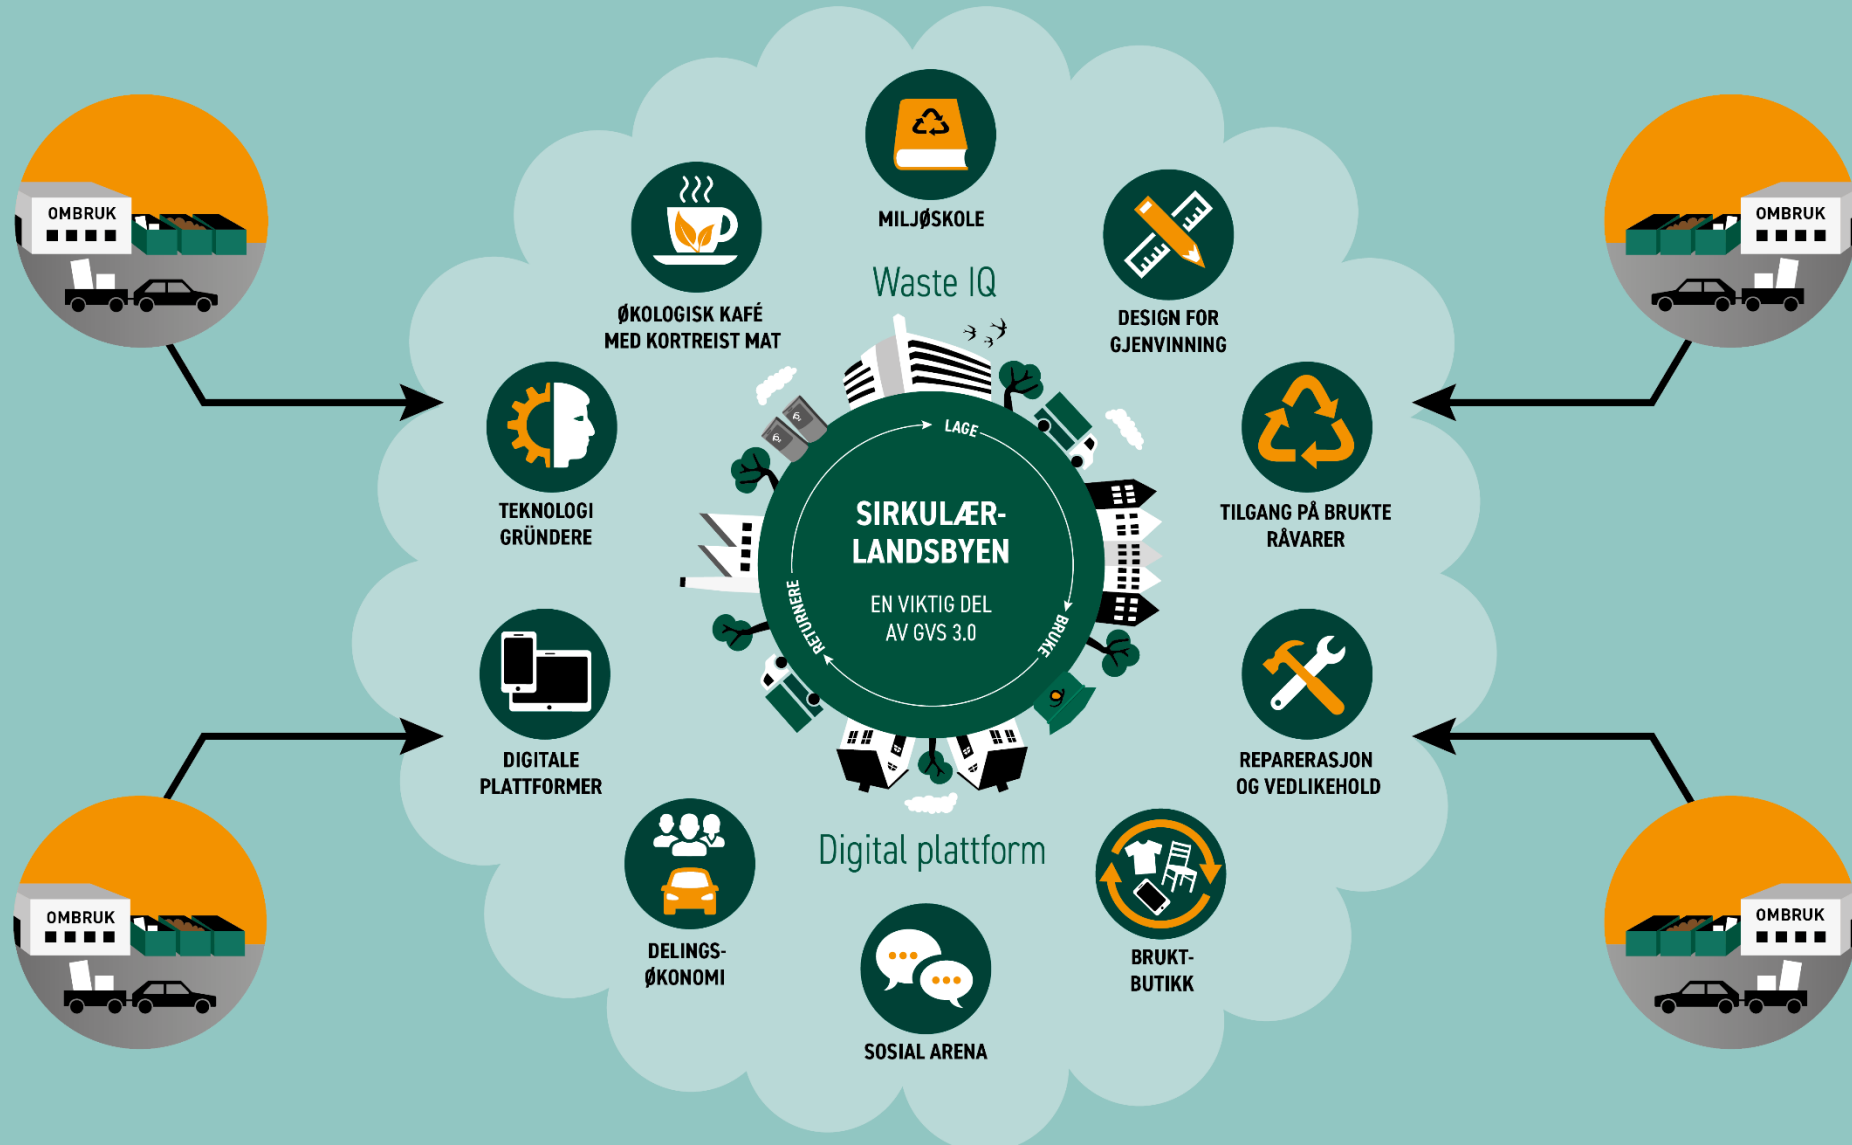 MILJØSKOLE
Waste IQ
ØKOLOGISK KAFÉ
MED KORTREIST MAT
DESIGN FOR
GJENVINNING
OMBRUK
OMBRUK
TEKNOLOGI
GRÜNDERE
TILGANG PÅ BRUKTE
RÅVARER
LAGE
BRUKE
RETURNERE
SIRKULÆR-
LANDSBYEN
EN VIKTIG DEL
AV GVS 3.0
DIGITALE
PLATTFORMER
REPARERASJON
OG VEDLIKEHOLD
Digital plattform
OMBRUK
OMBRUK
DELINGS-
ØKONOMI
BRUKT-
BUTIKK
SOSIAL ARENA